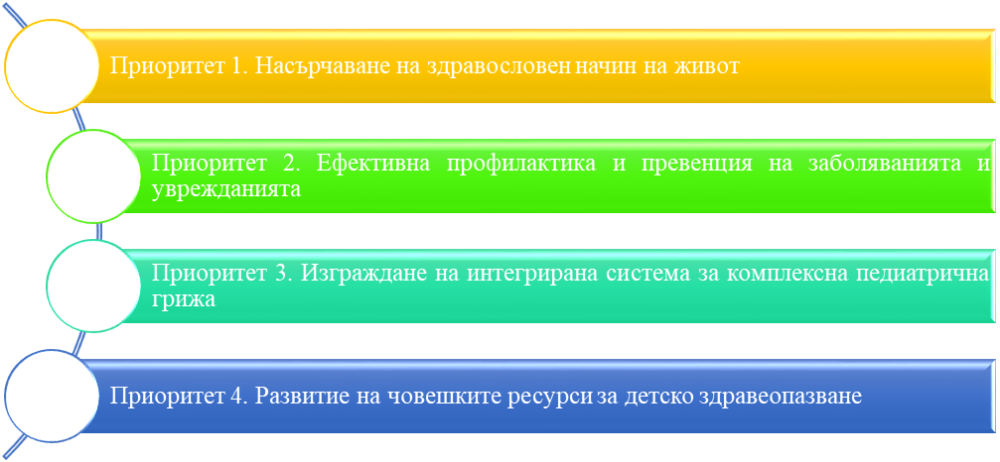 Приоритет 1. Насърчаване на здравословен начин на живот
Приоритет 2. Ефективна профилактика и превенция на заболяванията и
уврежданията
Приоритет 3. Изграждане на интегрирана система за комплексна педиатрична
грижа
Приоритет 4. Развитие на човешките ресурси за детско здравеопазване